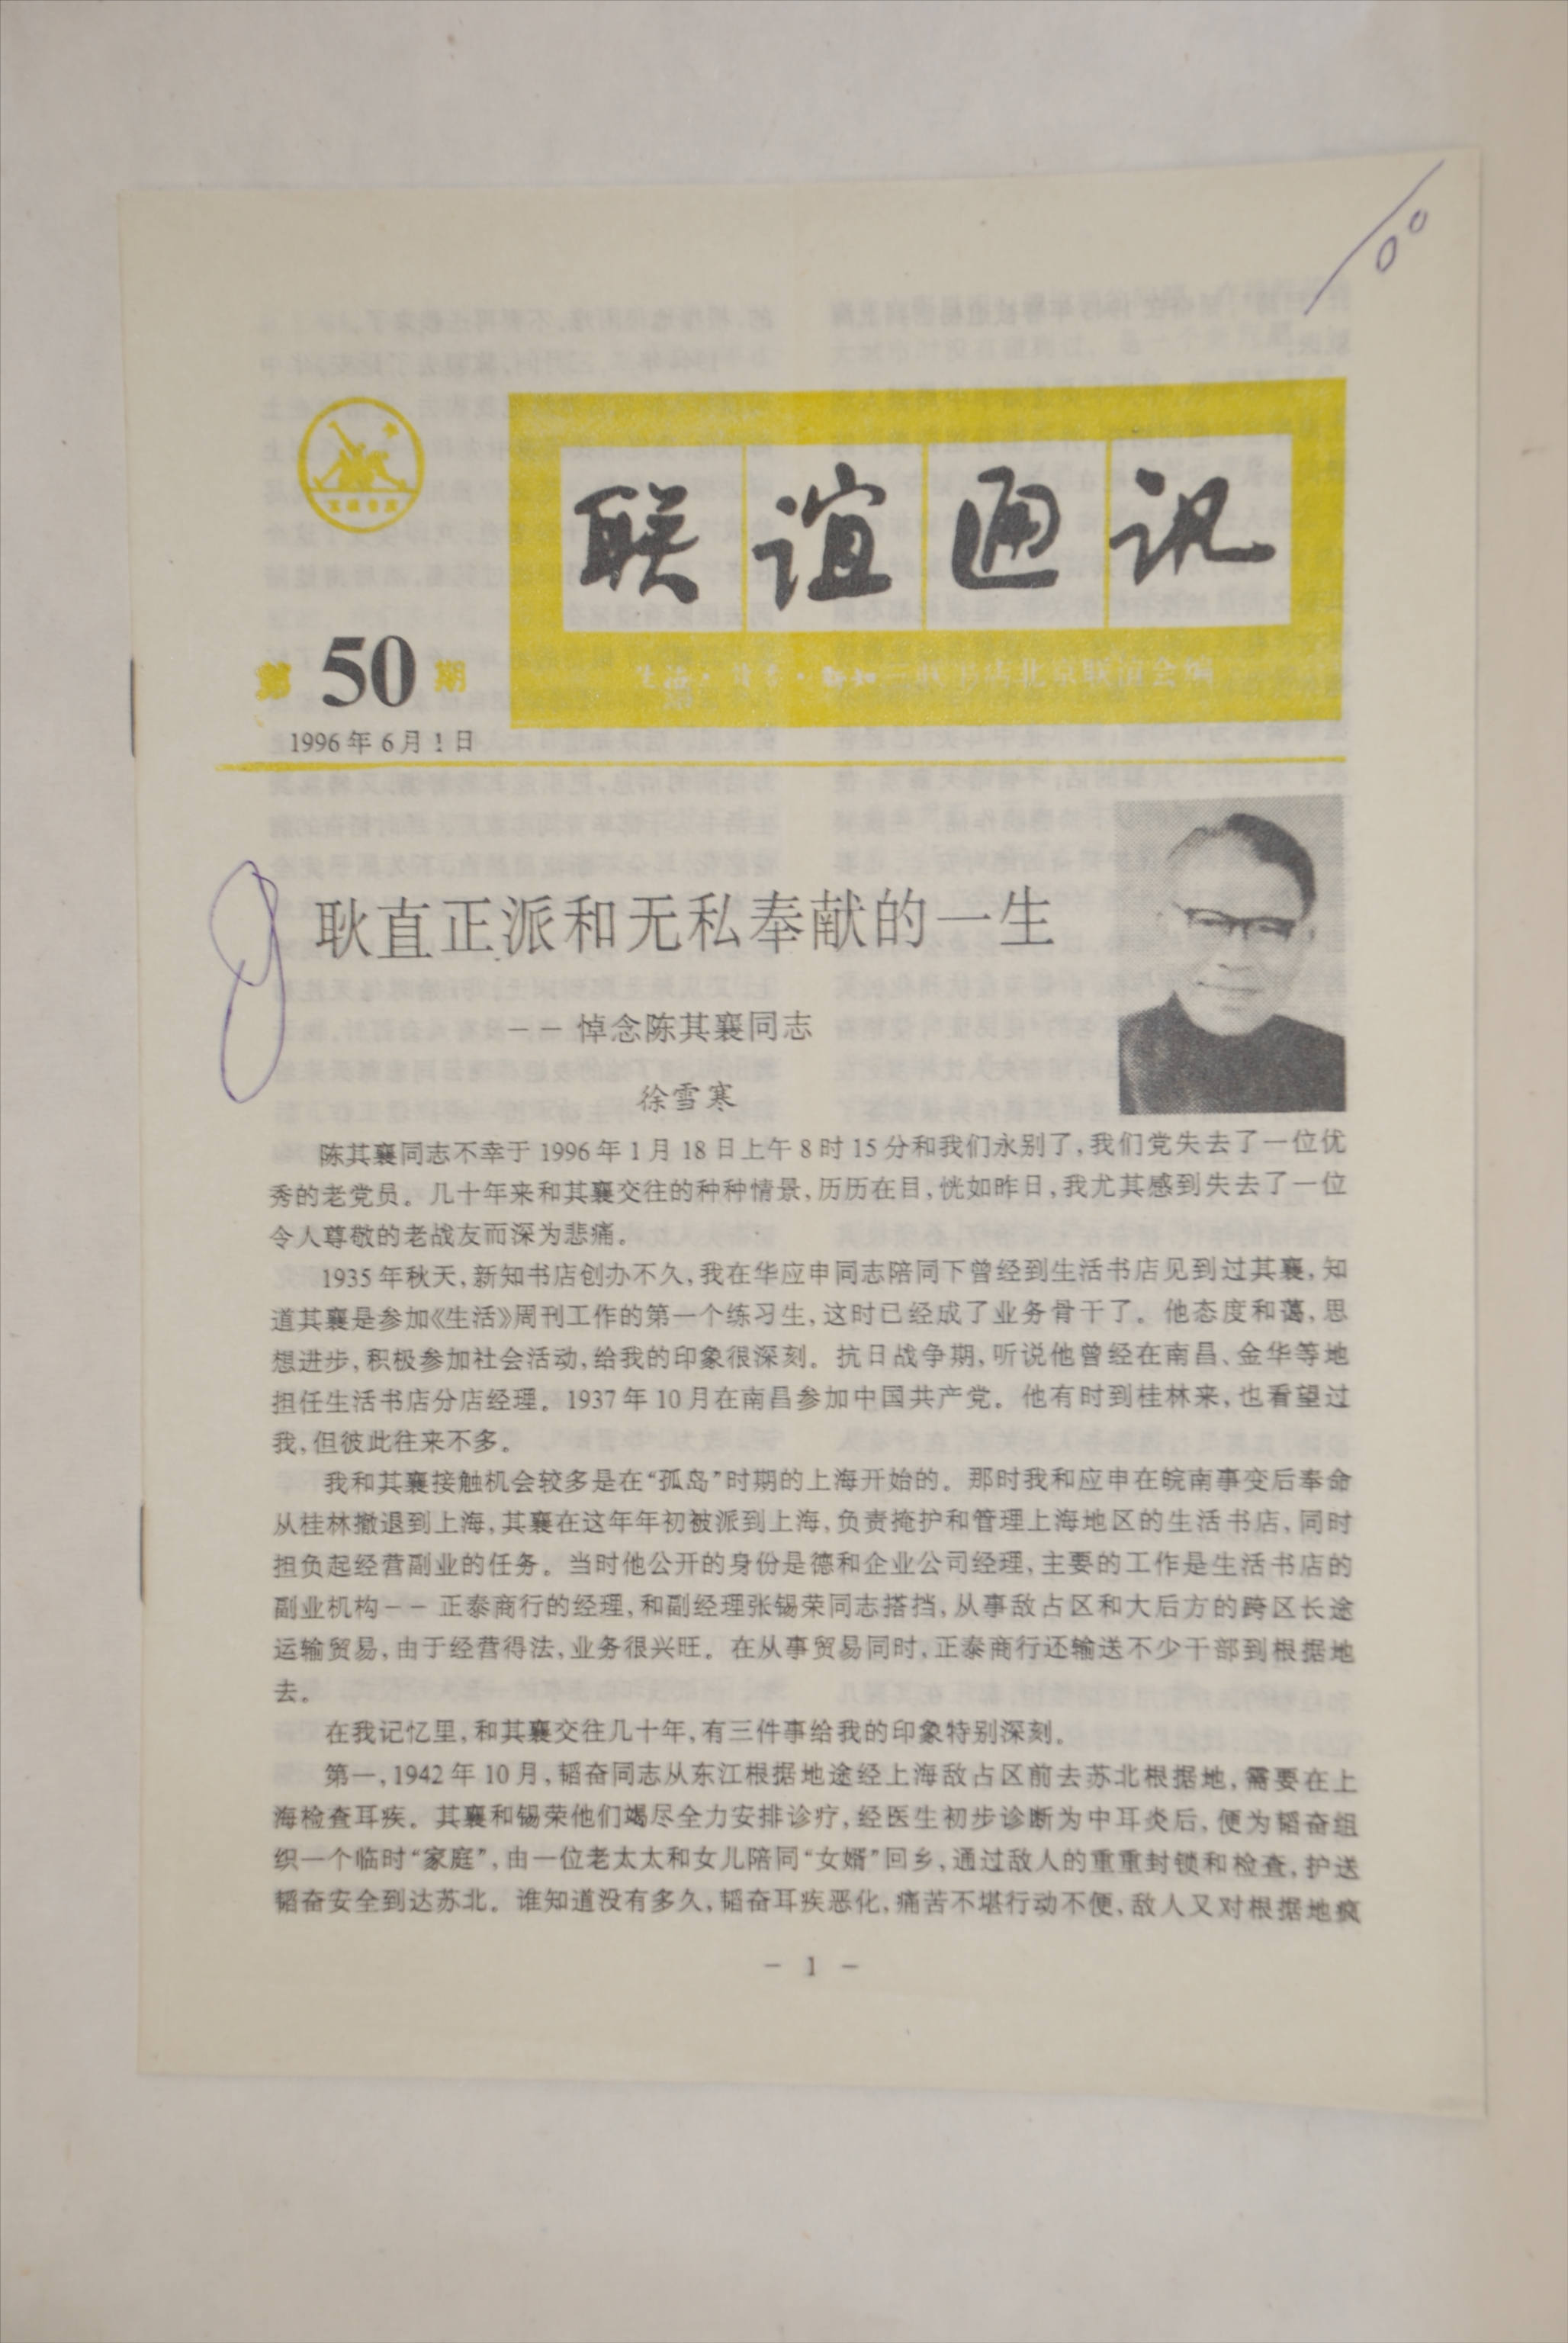 联谊通讯
第50期
生活·读书·新知三联书店北京联谊会编
1996年6月1日
耿直正派和无私奉献的一生
－－悼念陈其襄同志
徐雪寒
陈其襄同志不幸于1996年1月18日上午8时15分和我们永别了,我们党失去了一位优
秀的老党员。几十年来和其襄交往的种种情景,历历在目,恍如昨日,我尤其感到失去了一位
令人尊敬的老战友而深为悲痛。
1935年秋天,新知书店创办不久,我在华应申同志陪同下曾经到生活书店见到过其襄,知
道其襄是参加《生活》周刊工作的第一个练习生,这时已经成了业务骨干了。他态度和蔼,思
想进步,积极参加社会活动,给我的印象很深刻。抗日战争期,听说他曾经在南昌、金华等地
担任生活书店分店经理。1937年10月在南昌参加中国共产党。他有时到桂林来,也看望过
我,但彼此往来不多。
我和其襄接触机会较多是在“孤岛”时期的上海开始的。那时我和应申在皖南事变后奉命
从桂林撤退到上海,其襄在这年年初被派到上海,负责掩护和管理上海地区的生活书店,同时
担负起经营副业的任务。当时他公开的身份是德和企业公司经理,主要的工作是生活书店的
副业机构－－正泰商行的经理,和副经理张锡荣同志搭挡,从事敌占区和大后方的跨区长途
运输贸易,由于经营得法,业务很兴旺。在从事贸易同时,正泰商行还输送不少干部到根据地
去。
在我记忆里,和其襄交往几十年,有三件事给我的印象特别深刻。
第一,1942年10月,韬奋同志从东江根据地途经上海敌占区前去苏北根据地,需要在上
海检查耳疾。其襄和锡荣他们竭尽全力安排诊疗,经医生初步诊断为中耳炎后,便为韬奋组
织一个临时“家庭”,由一位老太太和女儿陪同“女婿”回乡,通过敌人的重重封锁和检查,护送
韬奋安全到达苏北。谁知道没有多久,韬奋耳疾恶化,痛苦不堪行动不便,敌人又对根据地疯
－ 1 －